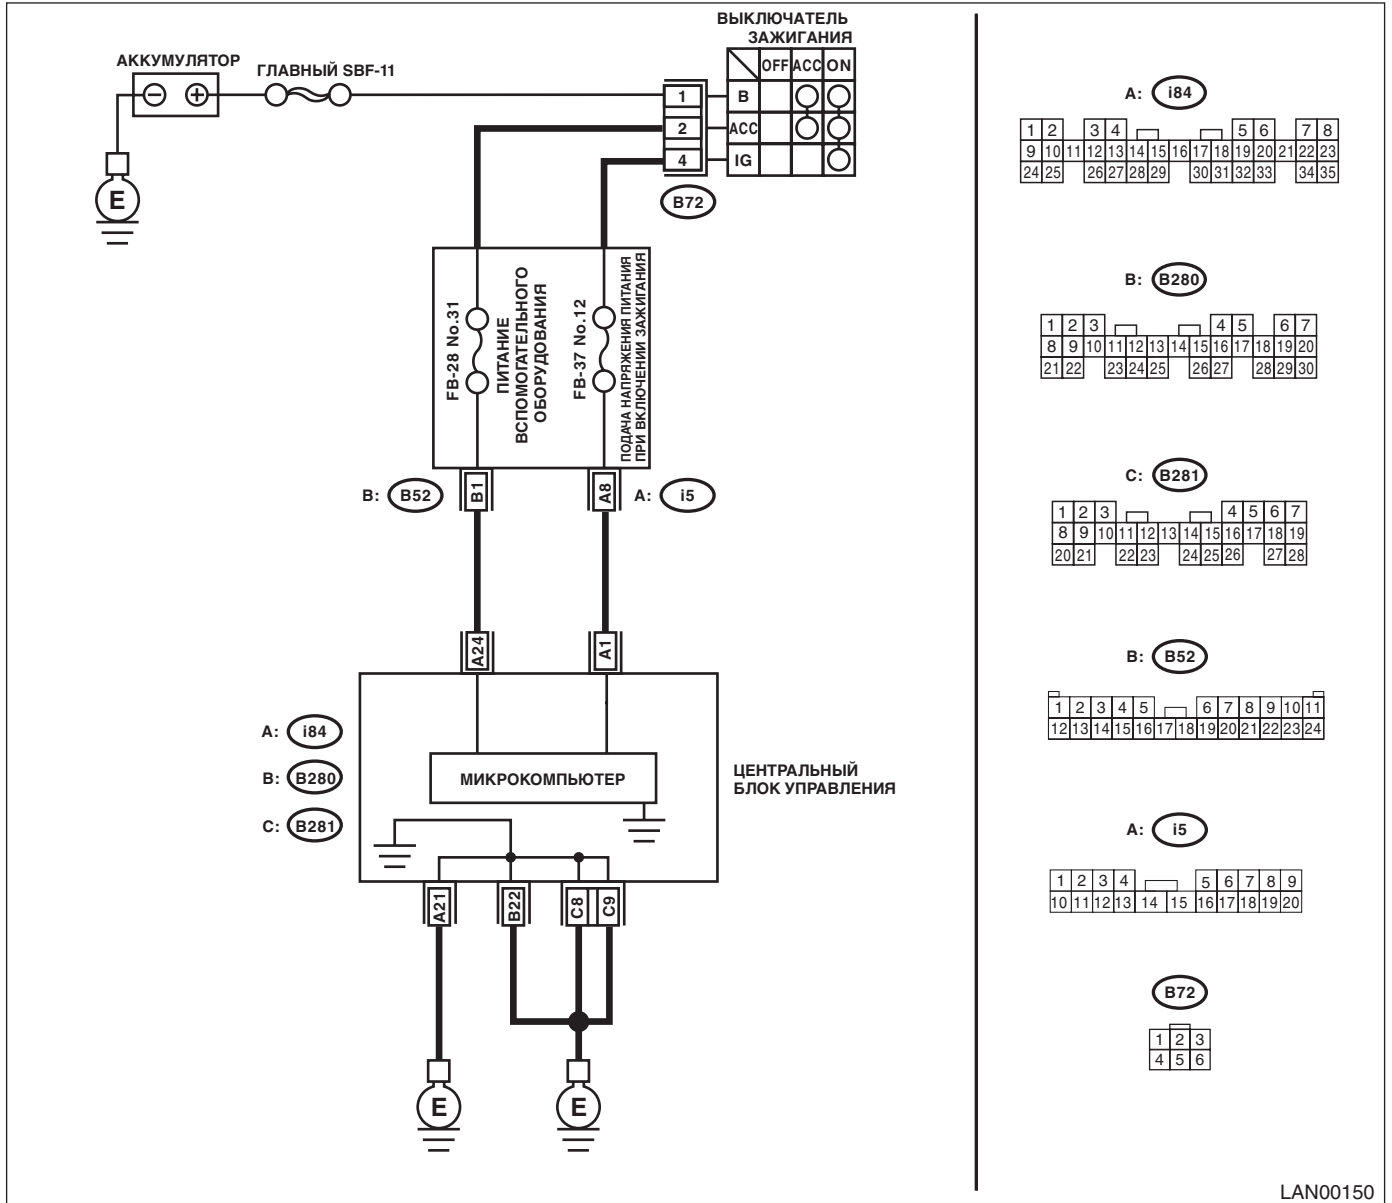 ВЫКЛЮЧАТЕЛЬ
ЗАЖИГАНИЯ
АККУМУЛЯТОР
ГЛАВНЫЙ SBF-11
OFF ACC ON
1 B
2 ACC
4 IG
B72
E
FB-28 No.31
ПИТАНИЕ
ВСПОМОГАТЕЛЬНОГО
ОБОРУДОВАНИЯ
FB-37 No.12
ПОДАЧА НАПРЯЖЕНИЯ ПИТАНИЯ
ПРИ ВКЛЮЧЕНИИ ЗАЖИГАНИЯ
B: B52
B1
A8
A: i5
A24
A1
A: i84
B: B280
C: B281
МИКРОКОМПЬЮТЕР
ЦЕНТРАЛЬНЫЙ
БЛОК УПРАВЛЕНИЯ
A21
B22
C8
C9
E
E
A: i84
1 2 3 4 5 6 7 8
9 10 11 12 13 14 15 16 17 18 19 20 21 22 23
24 25 26 27 28 29 30 31 32 33 34 35
B: B280
1 2 3 4 5 6 7
8 9 10 11 12 13 14 15 16 17 18 19 20
21 22 23 24 25 26 27 28 29 30
C: B281
1 2 3 4 5 6 7
8 9 10 11 12 13 14 15 16 17 18 19
20 21 22 23 24 25 26 27 28
B: B52
1 2 3 4 5 6 7 8 9 10 11
12 13 14 15 16 17 18 19 20 21 22 23 24
A: i5
1 2 3 4 5 6 7 8 9
10 11 12 13 14 15 16 17 18 19 20
B72
1 2 3
4 5 6
LAN00150